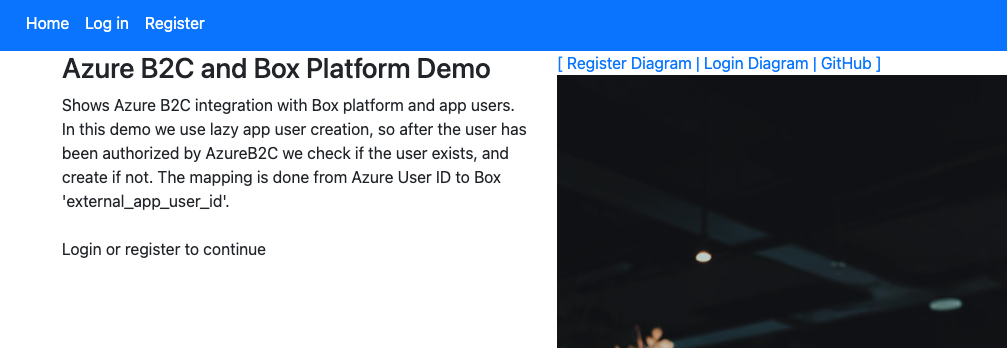 Home Log in Register
Azure B2C and Box Platform Demo
[ Register Diagram | Login Diagram | GitHub ]
Shows Azure B2C integration with Box platform and app users.
In this demo we use lazy app user creation, so after the user has
been authorized by AzureB2C we check if the user exists, and
create if not. The mapping is done from Azure User ID to Box
'external_app_user_id'.
Login or register to continue